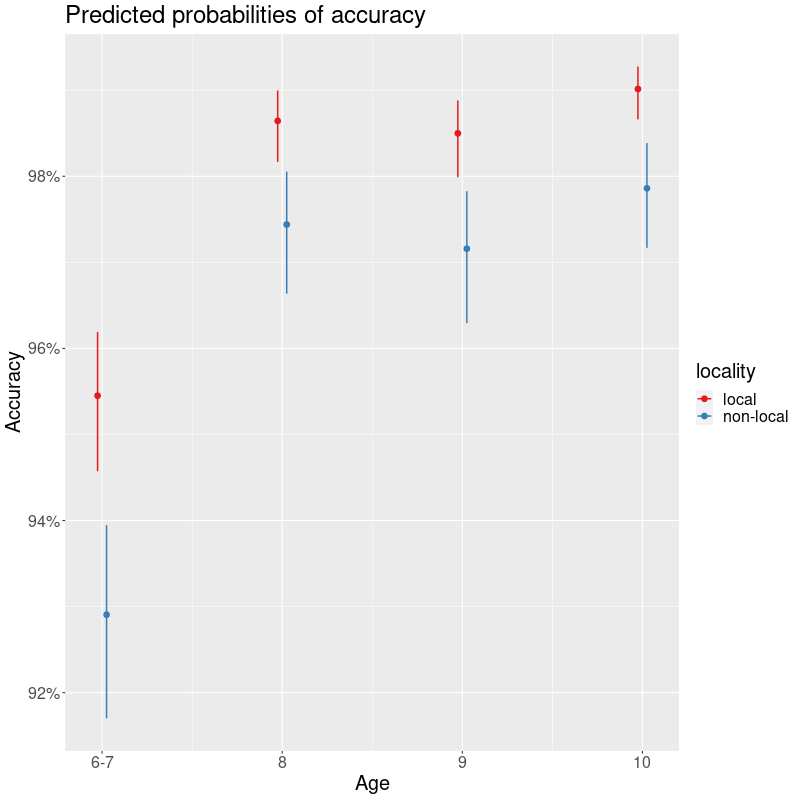 Predicted probabilities of accuracy
98%
96%
94%
92%
Accuracy
6-7
8
9
10
Age
locality
local
non-local